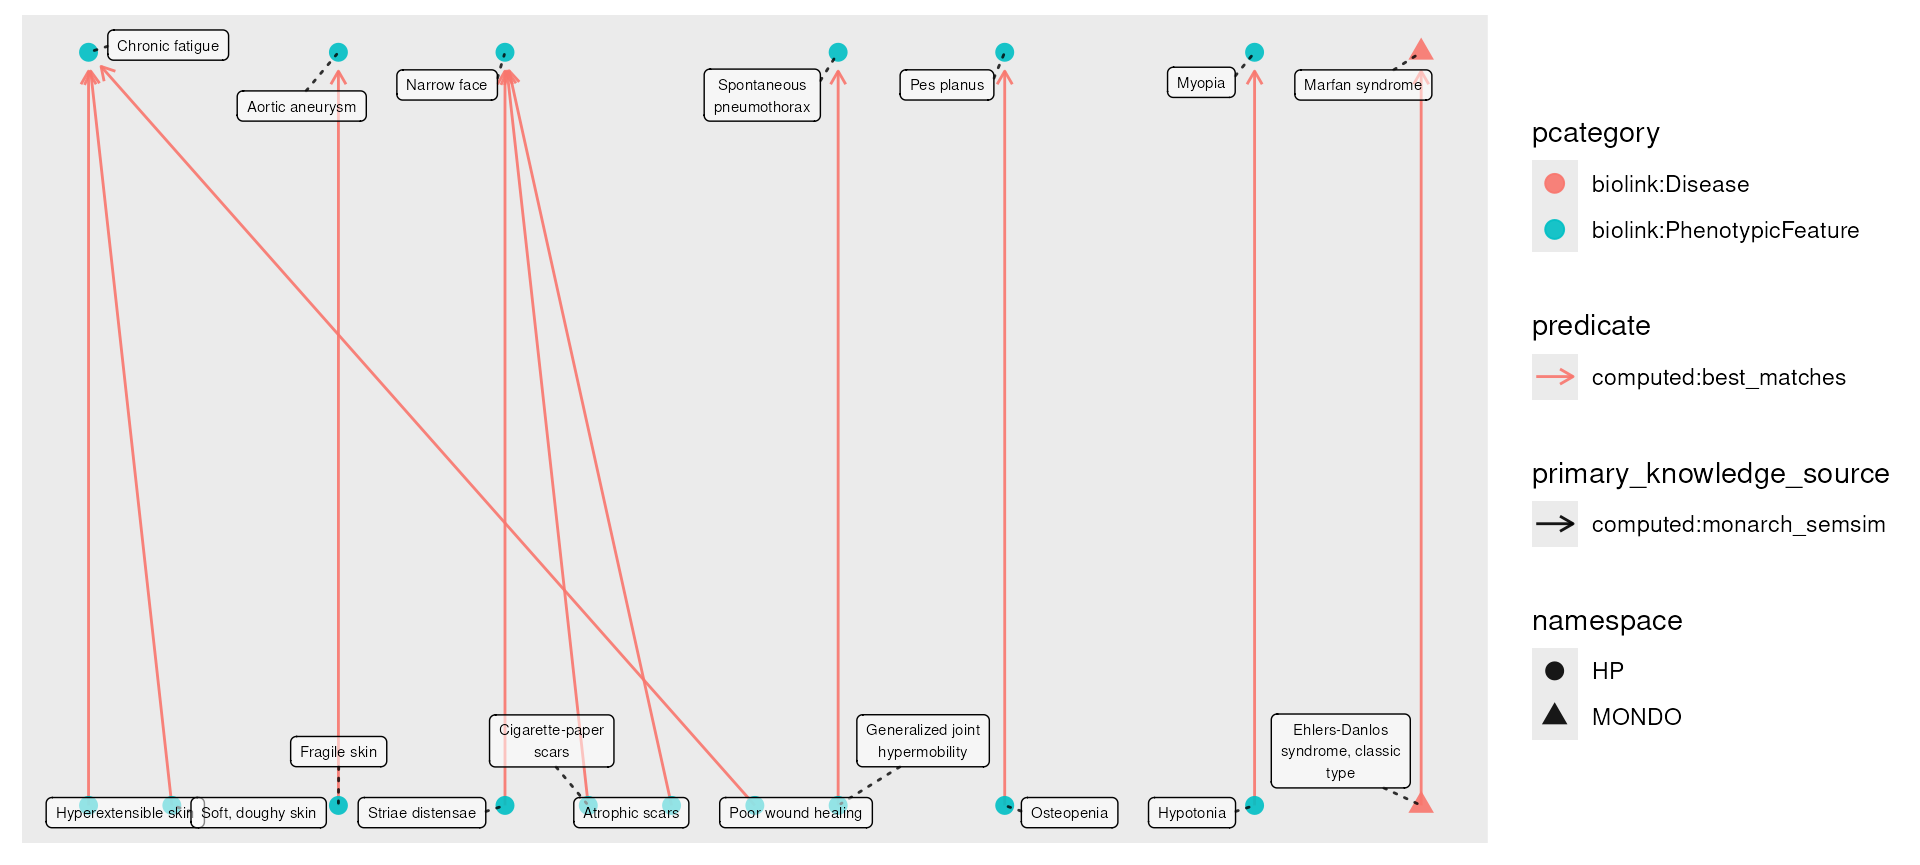 Chronic fatigue
Aortic aneurysm
Narrow face
Spontaneous
pneumothorax
Pes planus
Myopia
Marfan syndrome
Fragile skin
Cigarette-paper
scars
Generalized joint
hypermobility
Ehlers-Danlos
syndrome, classic
type
Hyperextensible skin
Soft, doughy skin
Striae distensae
Atrophic scars
Poor wound healing
Osteopenia
Hypotonia
pcategory
biolink:Disease
biolink:PhenotypicFeature
predicate
computed:best_matches
primary_knowledge_source
computed:monarch_semsim
namespace
HP
MONDO